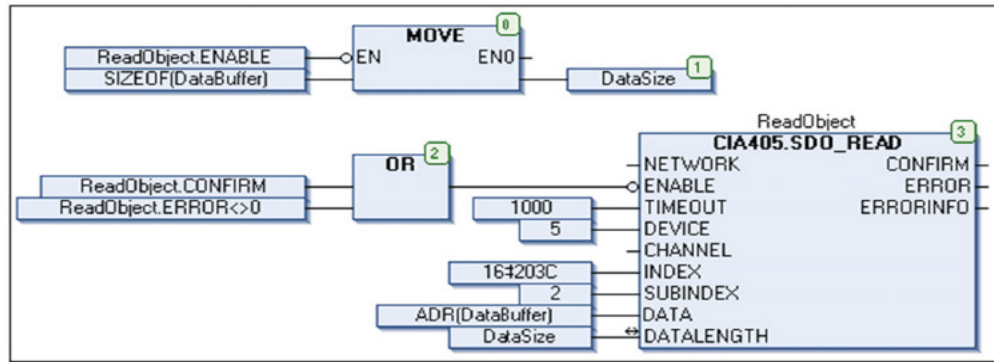 0
MOVE
ReadObject.ENABLE EN ENO
SIZEOF(DataBuffer) DataSize 1
ReadObject
2 CIA405.SDO_READ 3
OR NETWORK CONFIRM
ReadObject.CONFIRM ENABLE ERROR
ReadObject.ERROR<>0 1000 TIMEOUT ERRORINFO
5 DEVICE
CHANNEL
16#203C INDEX
2 SUBINDEX
ADR(DataBuffer) DATA
DataSize DATALENGTH